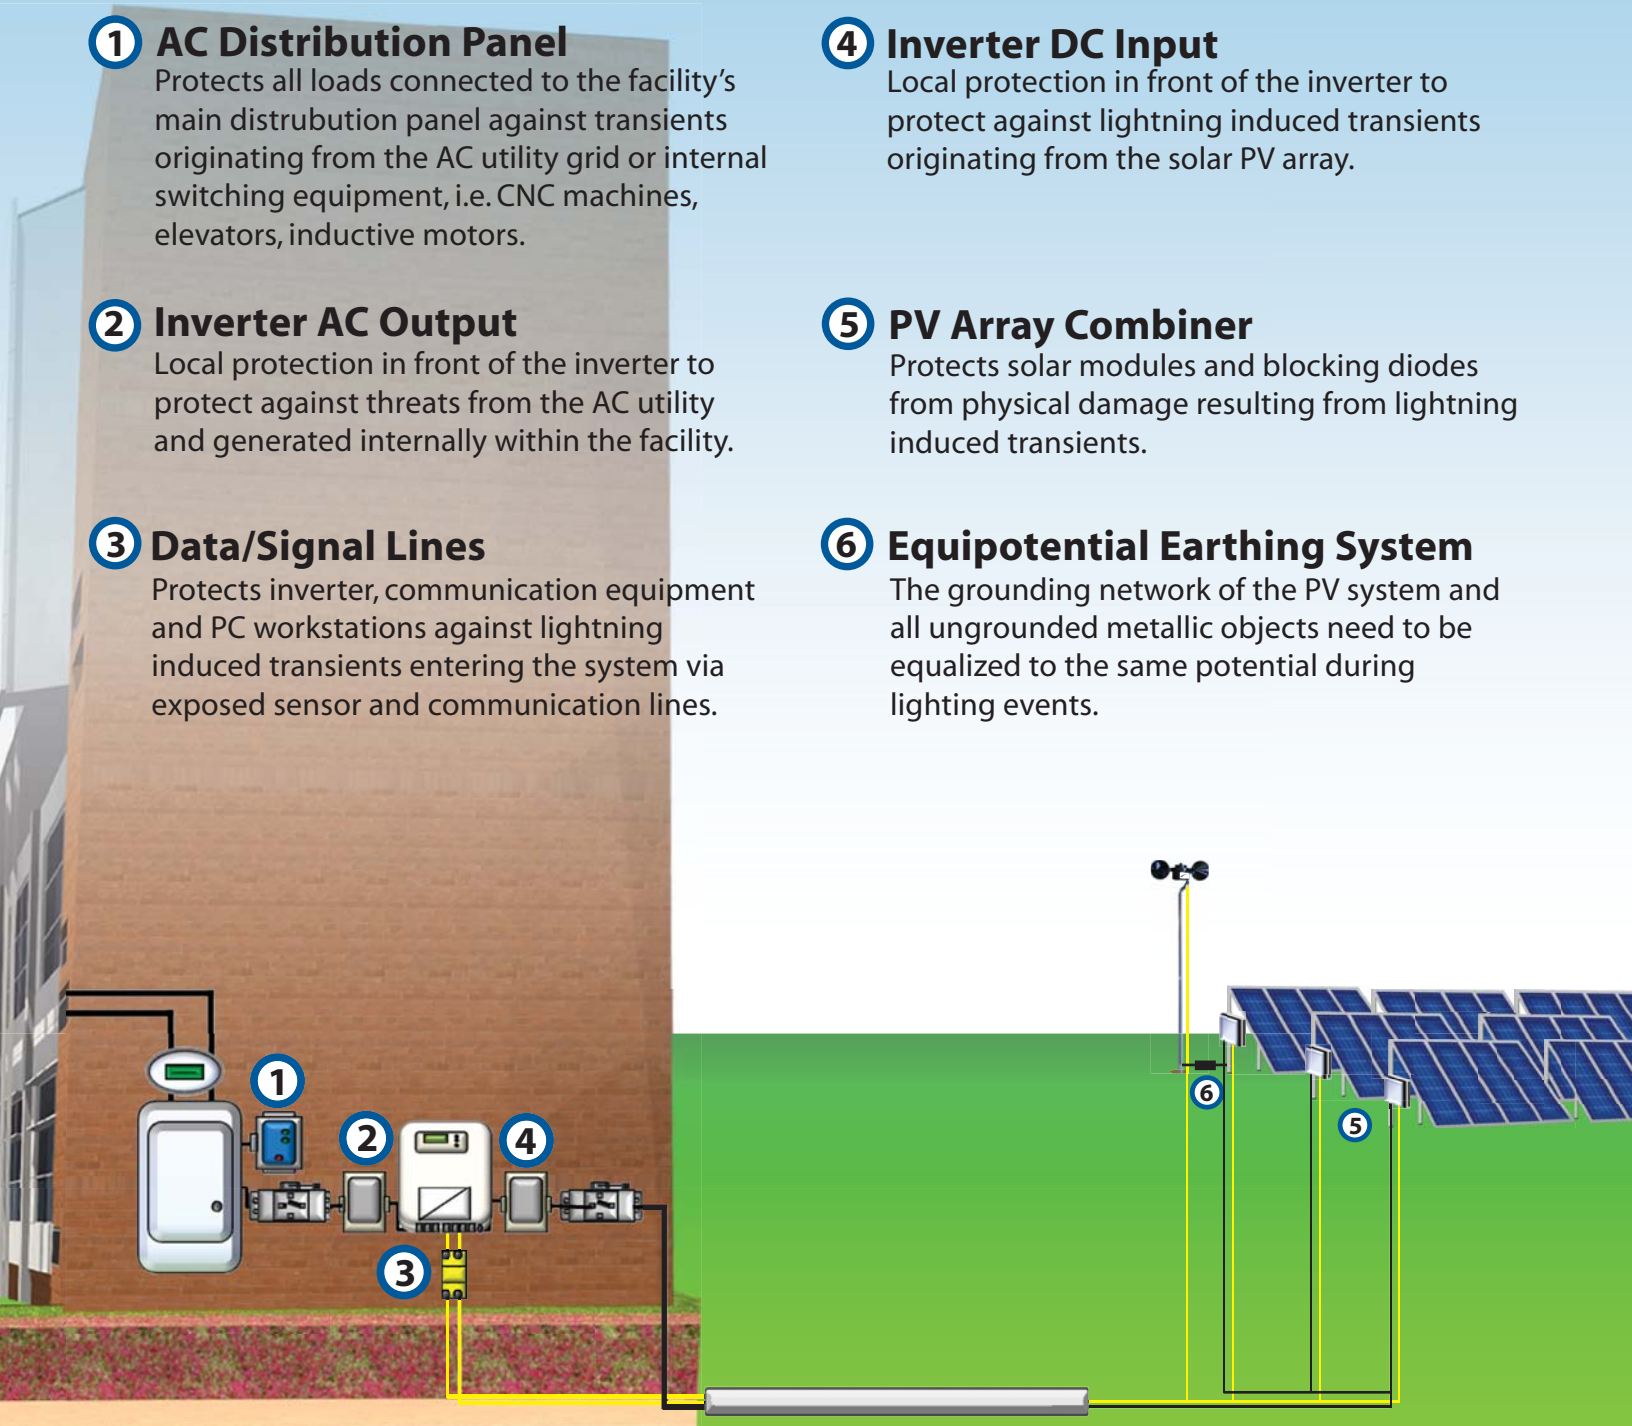 1 AC Distribution Panel
Protects all loads connected to the facility's
main distrubution panel against transients
originating from the AC utility grid or internal
switching equipment, i.e. CNC machines,
elevators, inductive motors.
2 Inverter AC Output
Local protection in front of the inverter to
protect against threats from the AC utility
and generated internally within the facility.
3 Data/Signal Lines
Protects inverter, communication equipment
and PC workstations against lightning
induced transients entering the system via
exposed sensor and communication lines.
4 Inverter DC Input
Local protection in front of the inverter to
protect against lightning induced transients
originating from the solar PV array.
5 PV Array Combiner
Protects solar modules and blocking diodes
from physical damage resulting from lightning
induced transients.
6 Equipotential Earthing System
The grounding network of the PV system and
all ungrounded metallic objects need to be
equalized to the same potential during
lighting events.
1
2
4
3
6
5